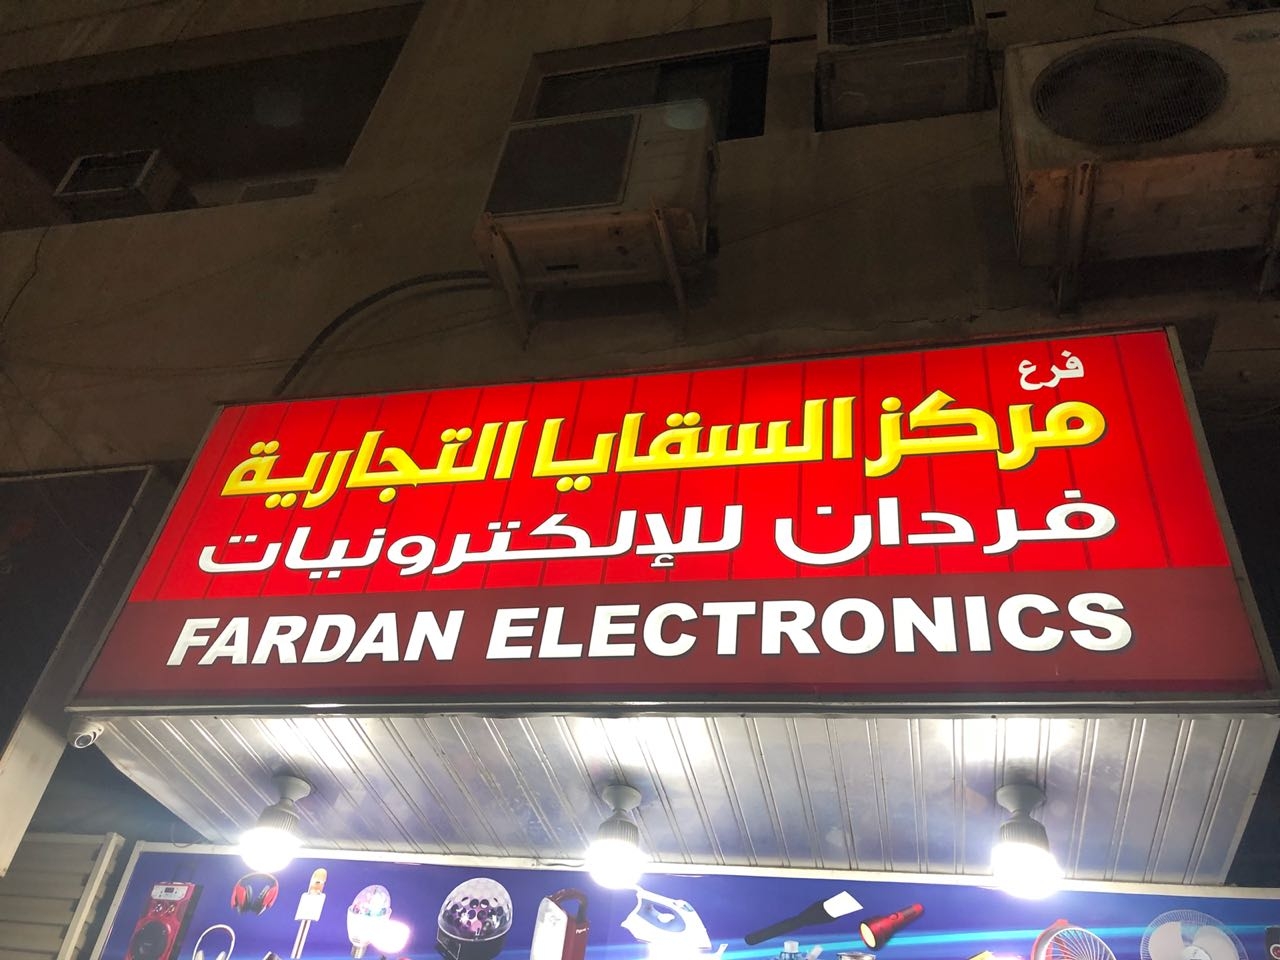 فرع
مركز السقايا التجارية
فردان للإلكترونيات
FARDAN ELECTRONICS